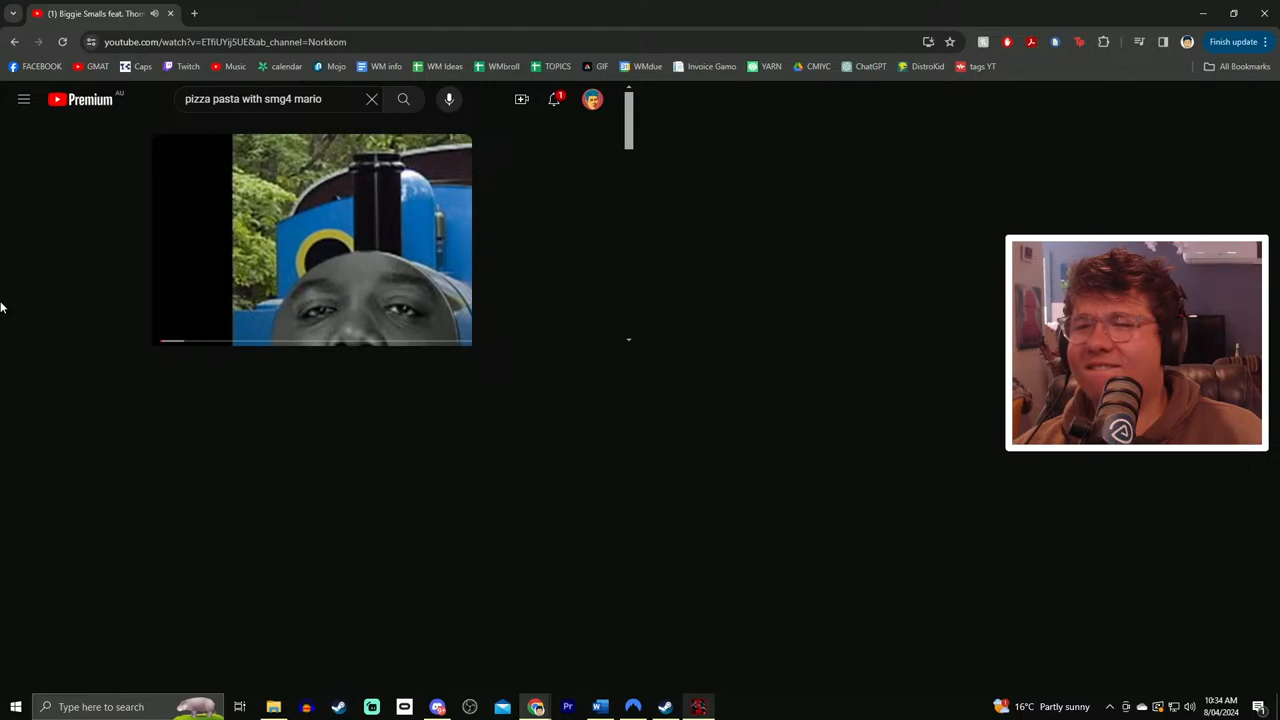 (1) Biggie Smalls feat. Thom
youtube.com/watch?v=ETfiUYij5UE&ab_channel=Norkkom
Finish update
FACEBOOK
GMAT
Caps
Twitch
Music
calendar
Mojo
WM info
WM Ideas
WMbroll
TOPICS
GIF
WMdue
Invoice Gamo
YARN
CMIYC
ChatGPT
DistroKid
tags YT
All Bookmarks
Premium
AU
pizza pasta with smg4 mario
1
Type here to search
16°C Partly sunny
10:34 AM
8/04/2024